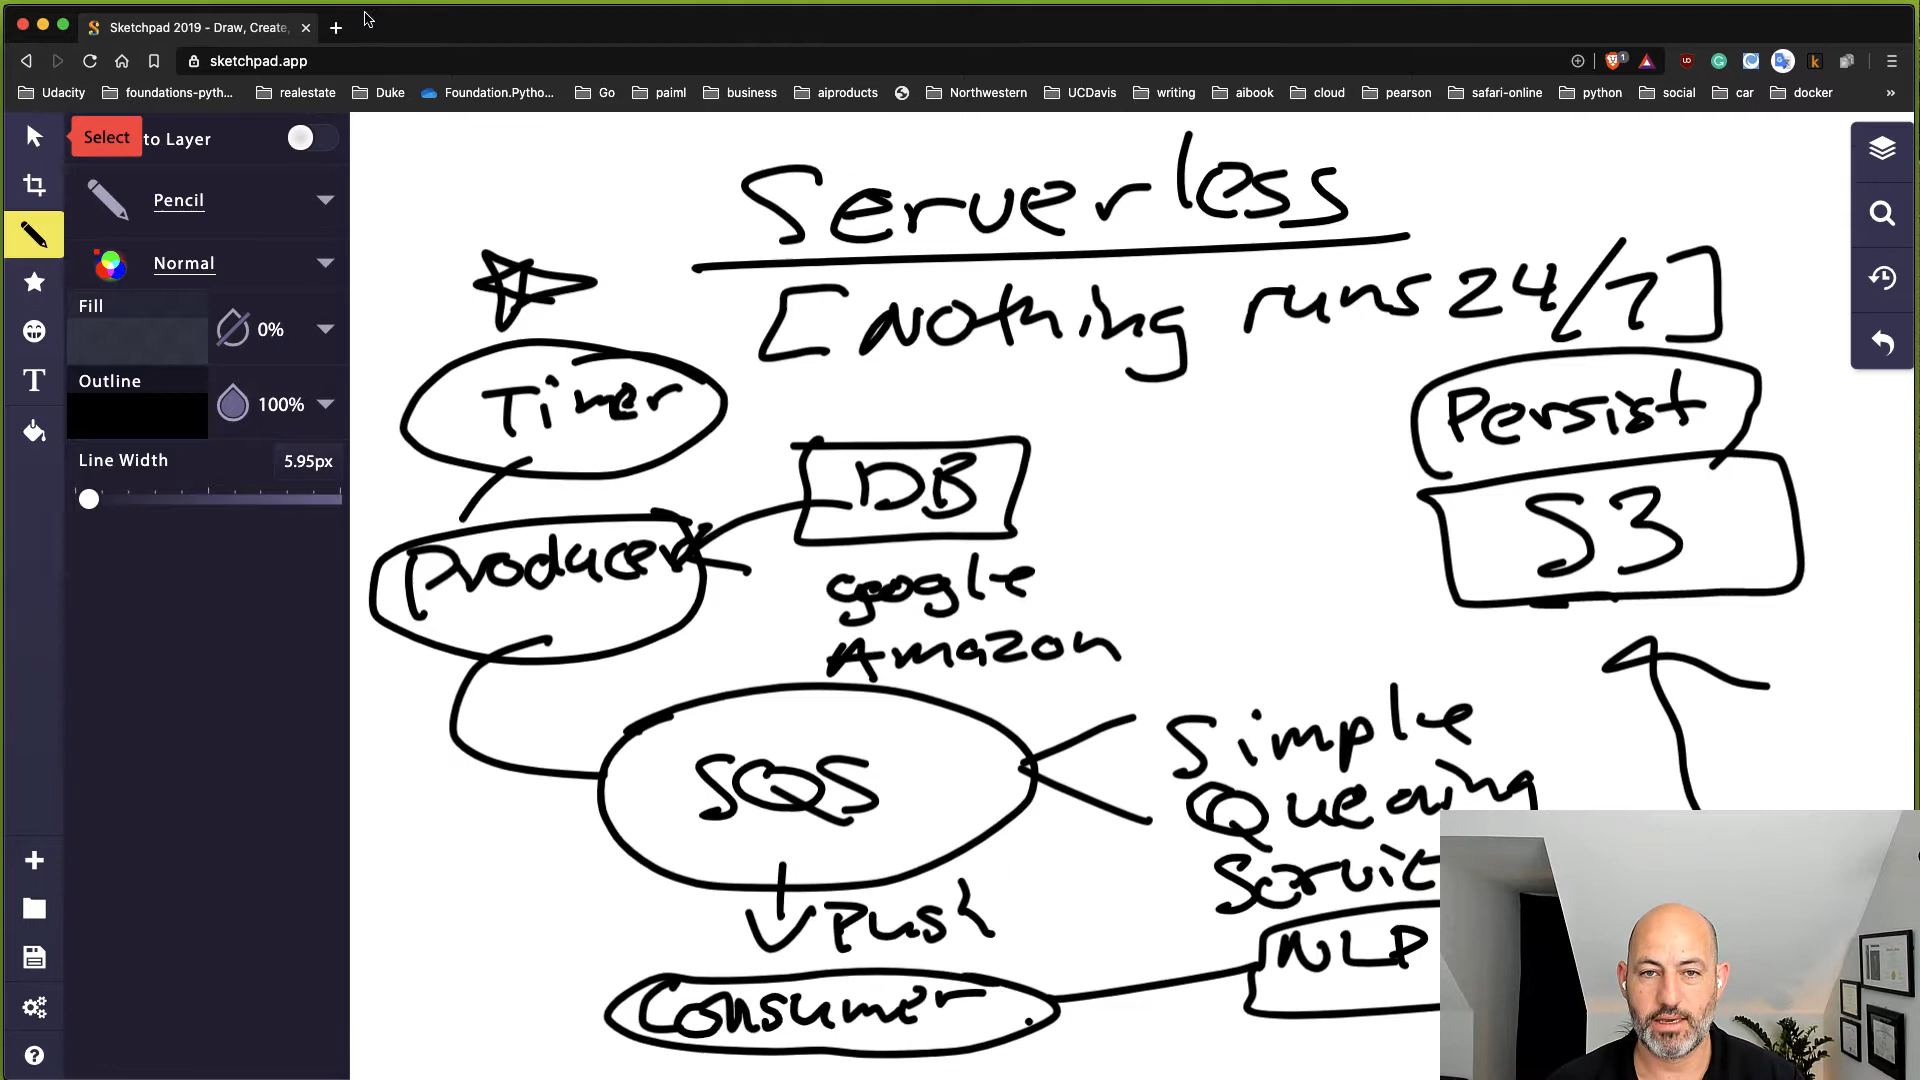 Sketchpad 2019 - Draw, Create,
sketchpad.app
1
Udacity
foundations-pyth...
realestate
Duke
Foundation.Pytho...
Go
paiml
business
aiproducts
Northwestern
UCDavis
writing
aibook
cloud
pearson
safari-online
python
social
car
docker
»
Select
to Layer
Pencil
Normal
Fill
0%
Outline
100%
Line Width
5.95px
Serverless
[Nothing runs 24/7]
Timer
Persist
DB
S3
Producer
google
Amazon
SQS
Simple
Queuing
Servic
Push
NLP
Consumer